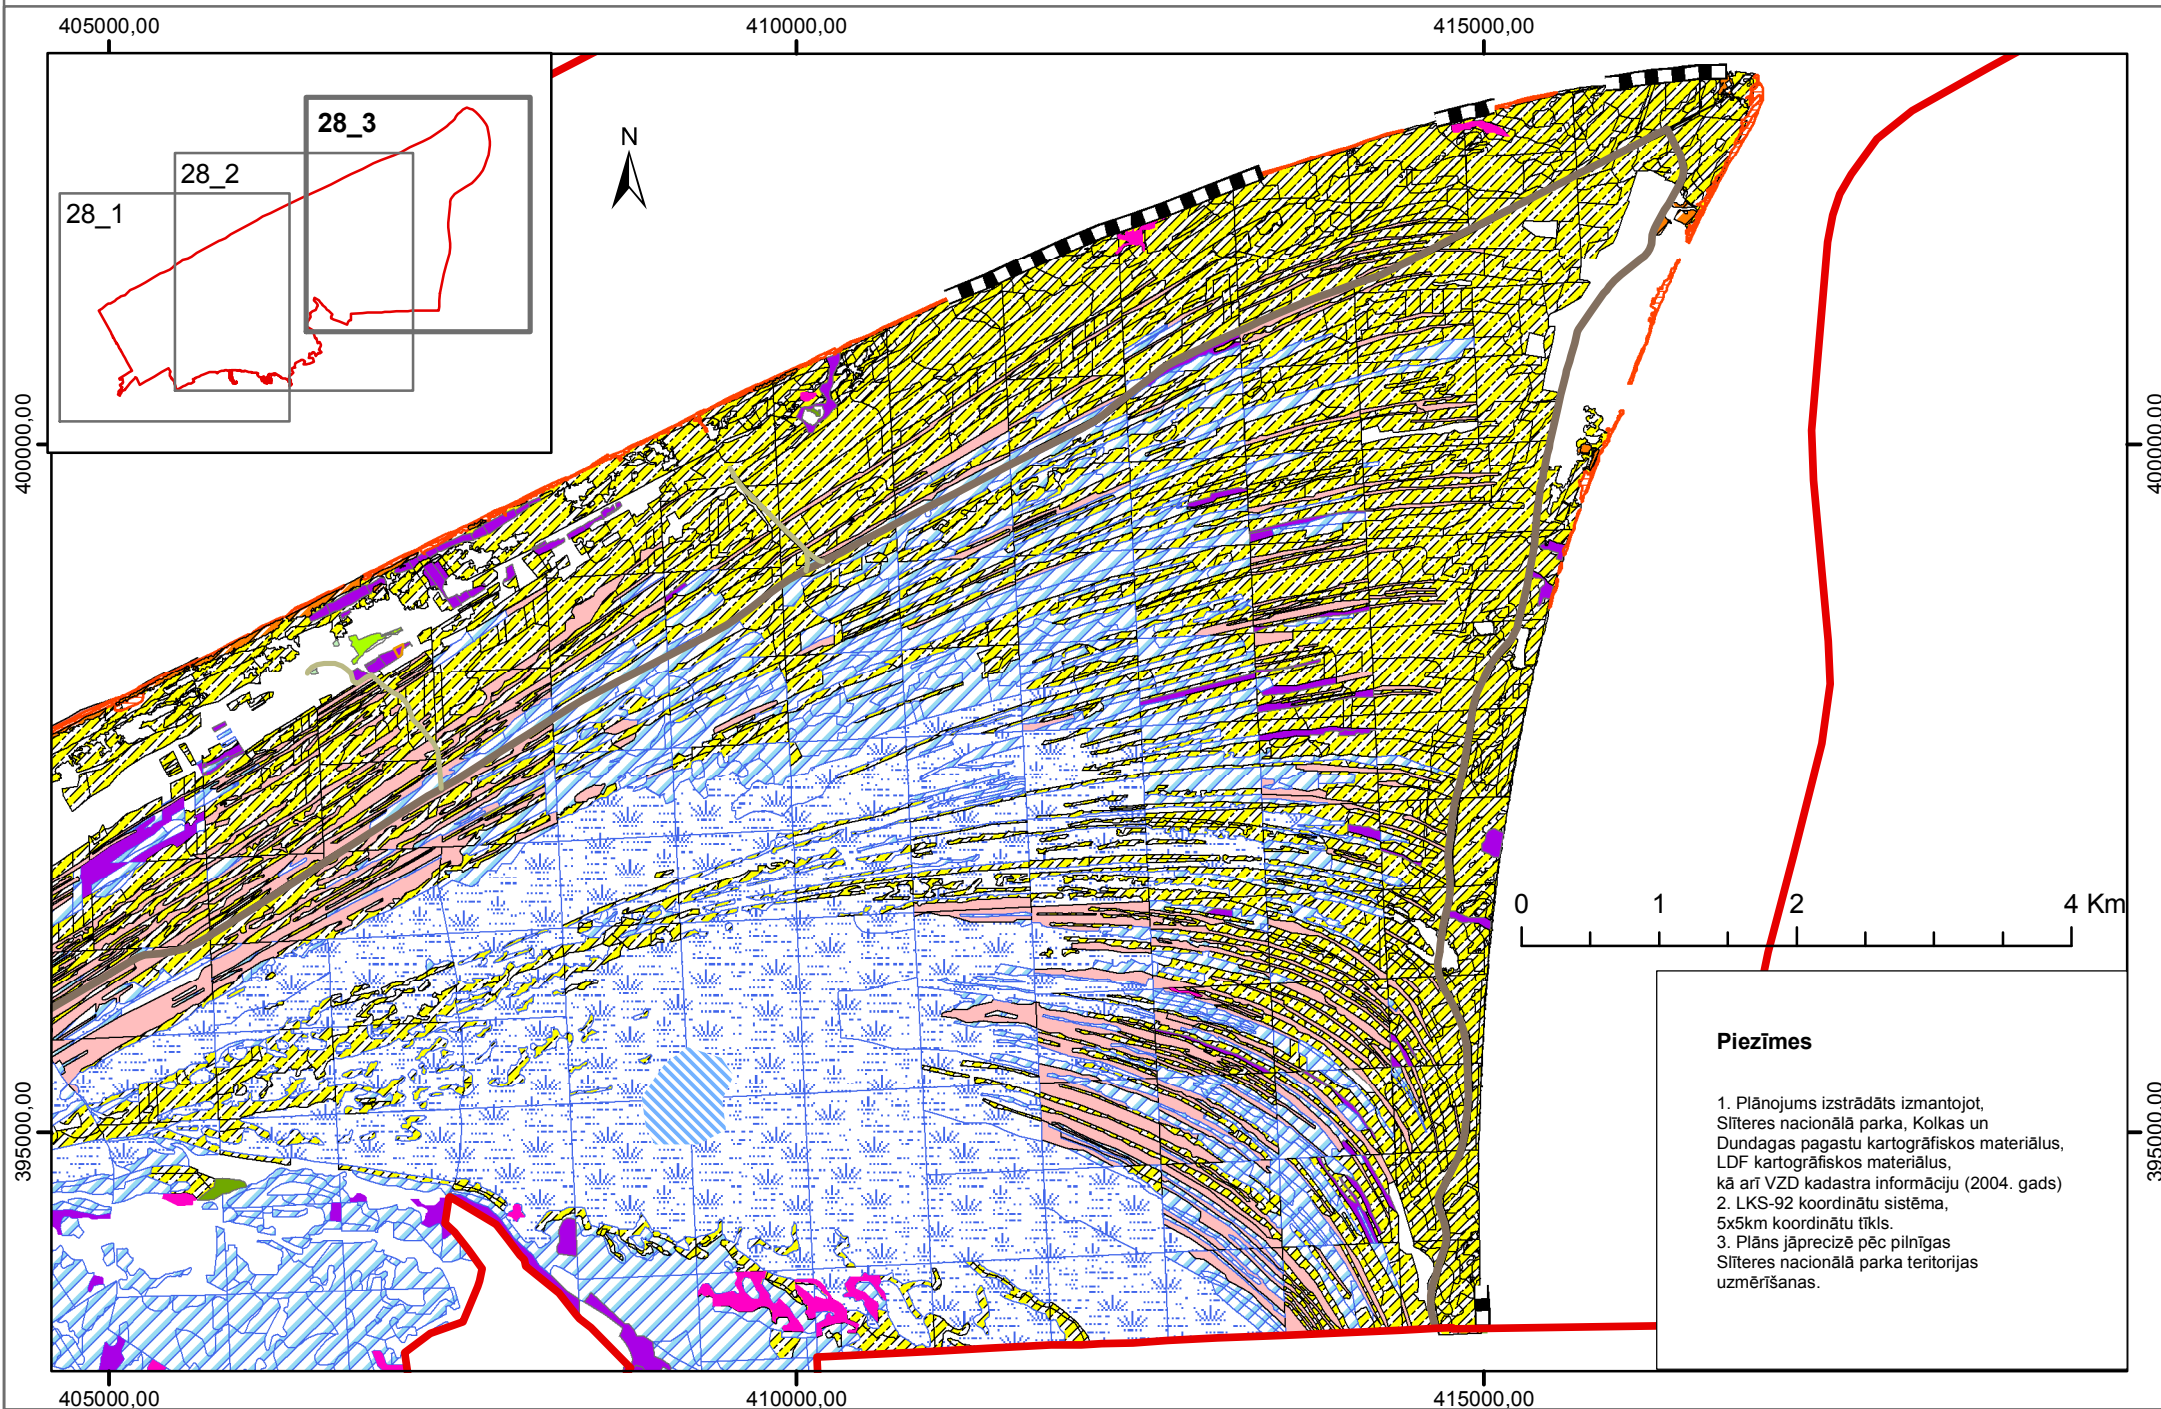 405000,00
410000,00
415000,00
28_3
28_2
28_1
N
400000,00
400000,00
0
1
2
4 Km
Piezīmes
1. Plānojums izstrādāts izmantojot,
Slīteres nacionālā parka, Kolkas un
Dundagas pagastu kartogrāfiskos materiālus,
LDF kartogrāfiskos materiālus,
kā arī VZD kadastra informāciju (2004. gads)
2. LKS-92 koordinātu sistēma,
5x5km koordinātu tīkls.
3. Plāns jāprecizē pēc pilnīgas
Slīteres nacionālā parka teritorijas
uzmērīšanas.
395000,00
395000,00
405000,00
410000,00
415000,00